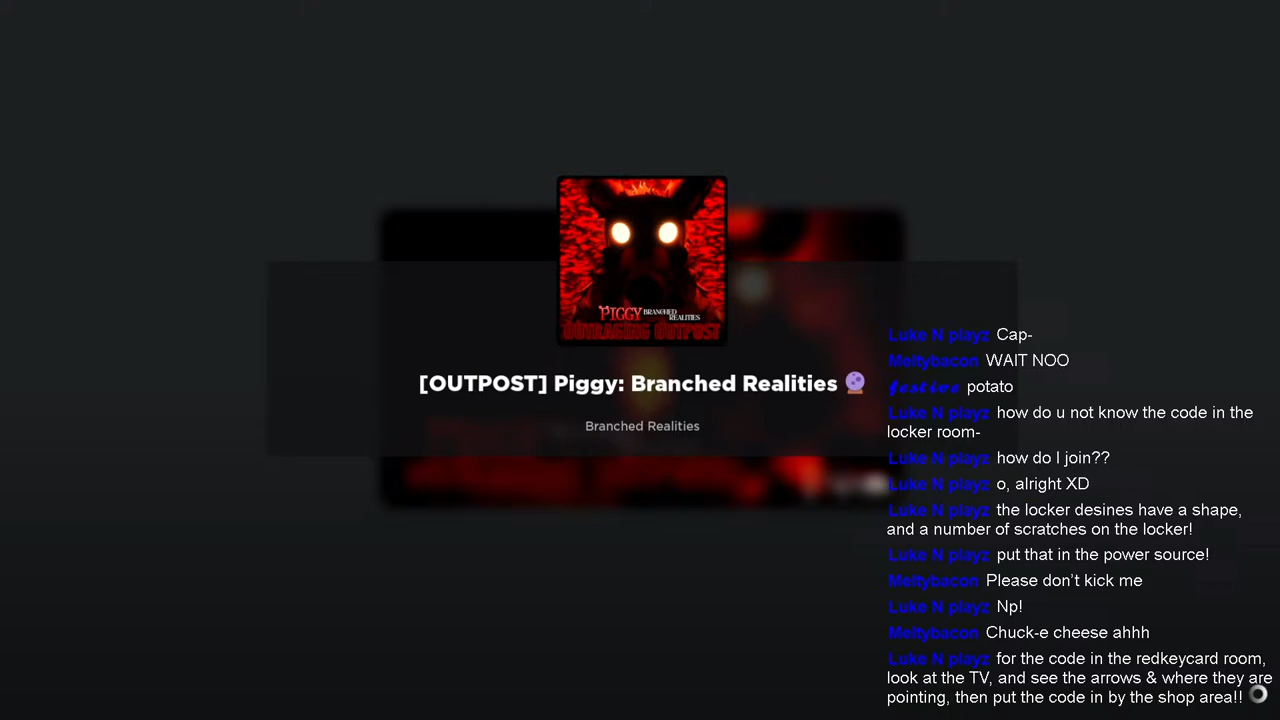 PIGGY BRANCHED REALITIES
OUTRAGING OUTPOST
[OUTPOST] Piggy: Branched Realities 🔮
Branched Realities
Luke N playz Cap-
Meltybacon WAIT NOO
festive potato
Luke N playz how do u not know the code in the
locker room-
Luke N playz how do I join??
Luke N playz o, alright XD
Luke N playz the locker desines have a shape,
and a number of scratches on the locker!
Luke N playz put that in the power source!
Meltybacon Please don’t kick me
Luke N playz Np!
Meltybacon Chuck-e cheese ahhh
Luke N playz for the code in the redkeycard room,
look at the TV, and see the arrows & where they are
pointing, then put the code in by the shop area!!